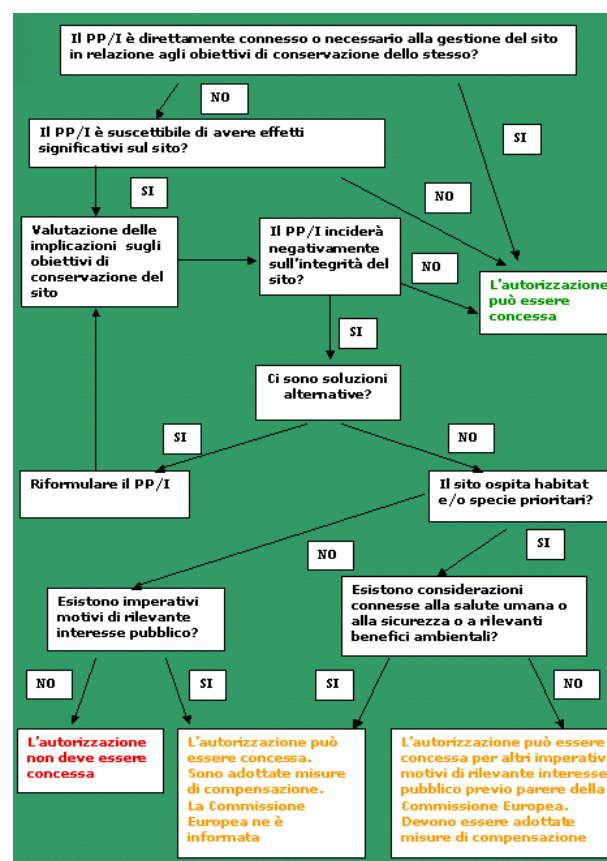 Il PP/I è direttamente connesso o necessario alla gestione del sito
in relazione agli obiettivi di conservazione dello stesso?
NO
Il PP/I è suscettibile di avere effetti
significativi sul sito?
SI
SI
NO
Valutazione delle
implicazioni sugli
obiettivi di
conservazione del
sito
Il PP/I inciderà
negativamente
sull'integrità del
sito?
NO
L'autorizzazione
può essere
concessa
SI
Ci sono soluzioni
alternative?
SI
NO
Riformulare il PP/I
Il sito ospita habitat
e/o specie prioritari?
NO
SI
Esistono imperativi
motivi di rilevante
interesse pubblico?
Esistono considerazioni
connesse alla salute umana o
alla sicurezza o a rilevanti
benefici ambientali?
NO
SI
SI
NO
L'autorizzazione
non deve essere
concessa
L'autorizzazione può
essere concessa.
Sono adottate misure
di compensazione.
La Commissione
Europea ne è
informata
L'autorizzazione può essere
concessa per altri imperativi
motivi di rilevante interesse
pubblico previo parere della
Commissione Europea.
Devono essere adottate
misure di compensazione